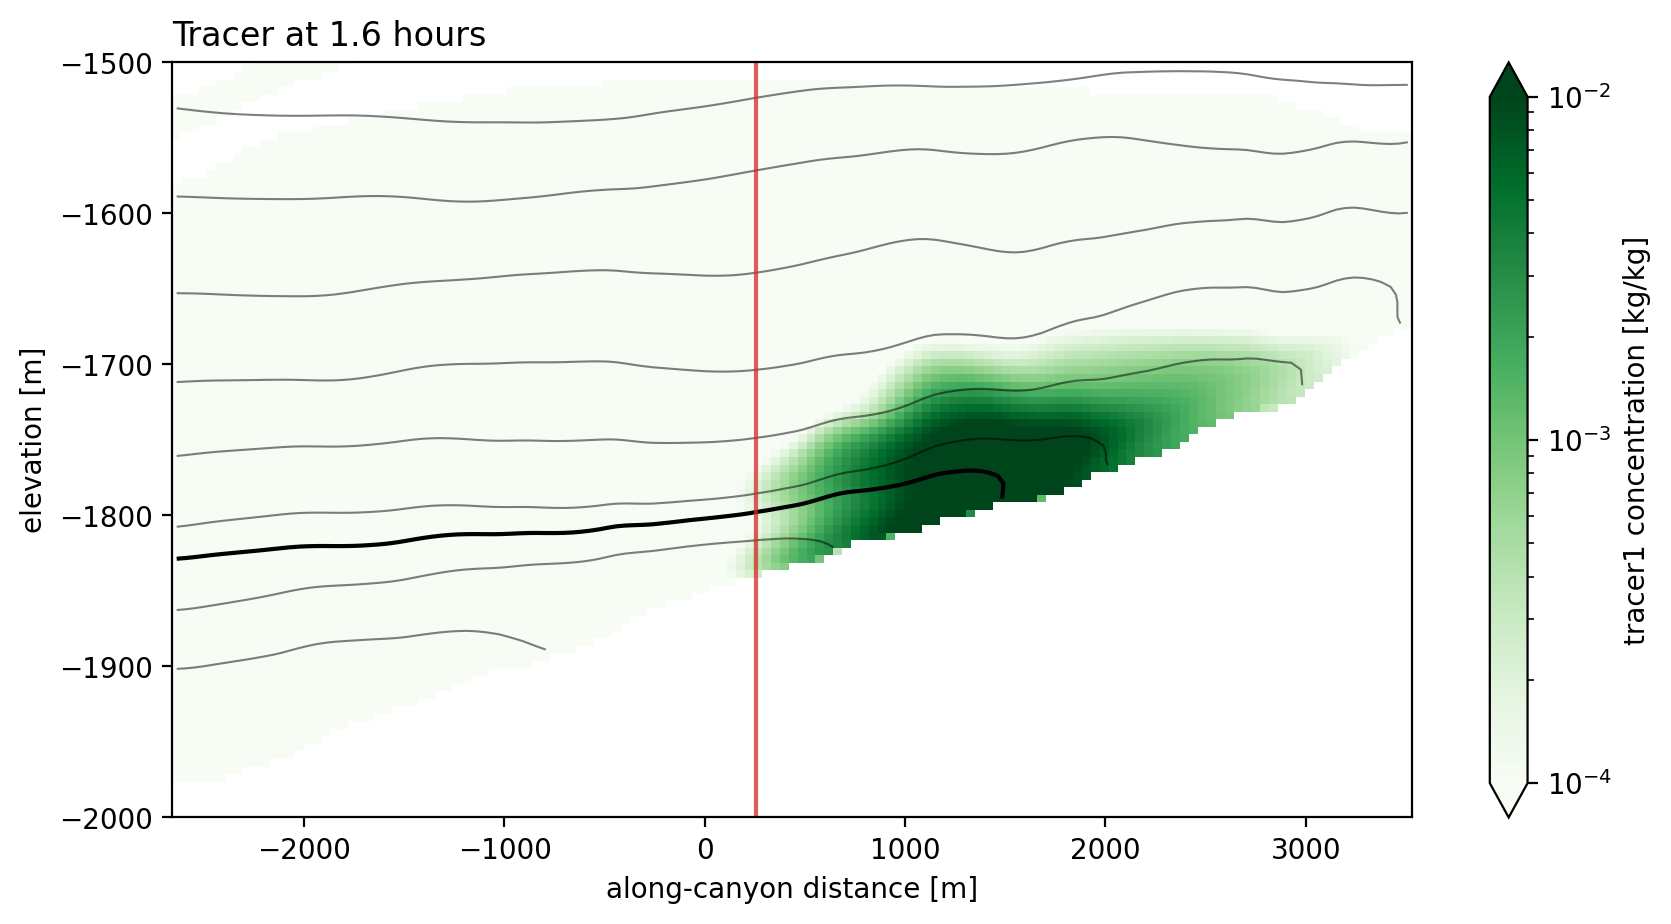 Tracer at 1.6 hours
−1500
−1600
−1700
−1800
−1900
−2000
elevation [m]
−2000 −1000 0 1000 2000 3000
along-canyon distance [m]
10⁻²
10⁻³
10⁻⁴
tracer1 concentration [kg/kg]